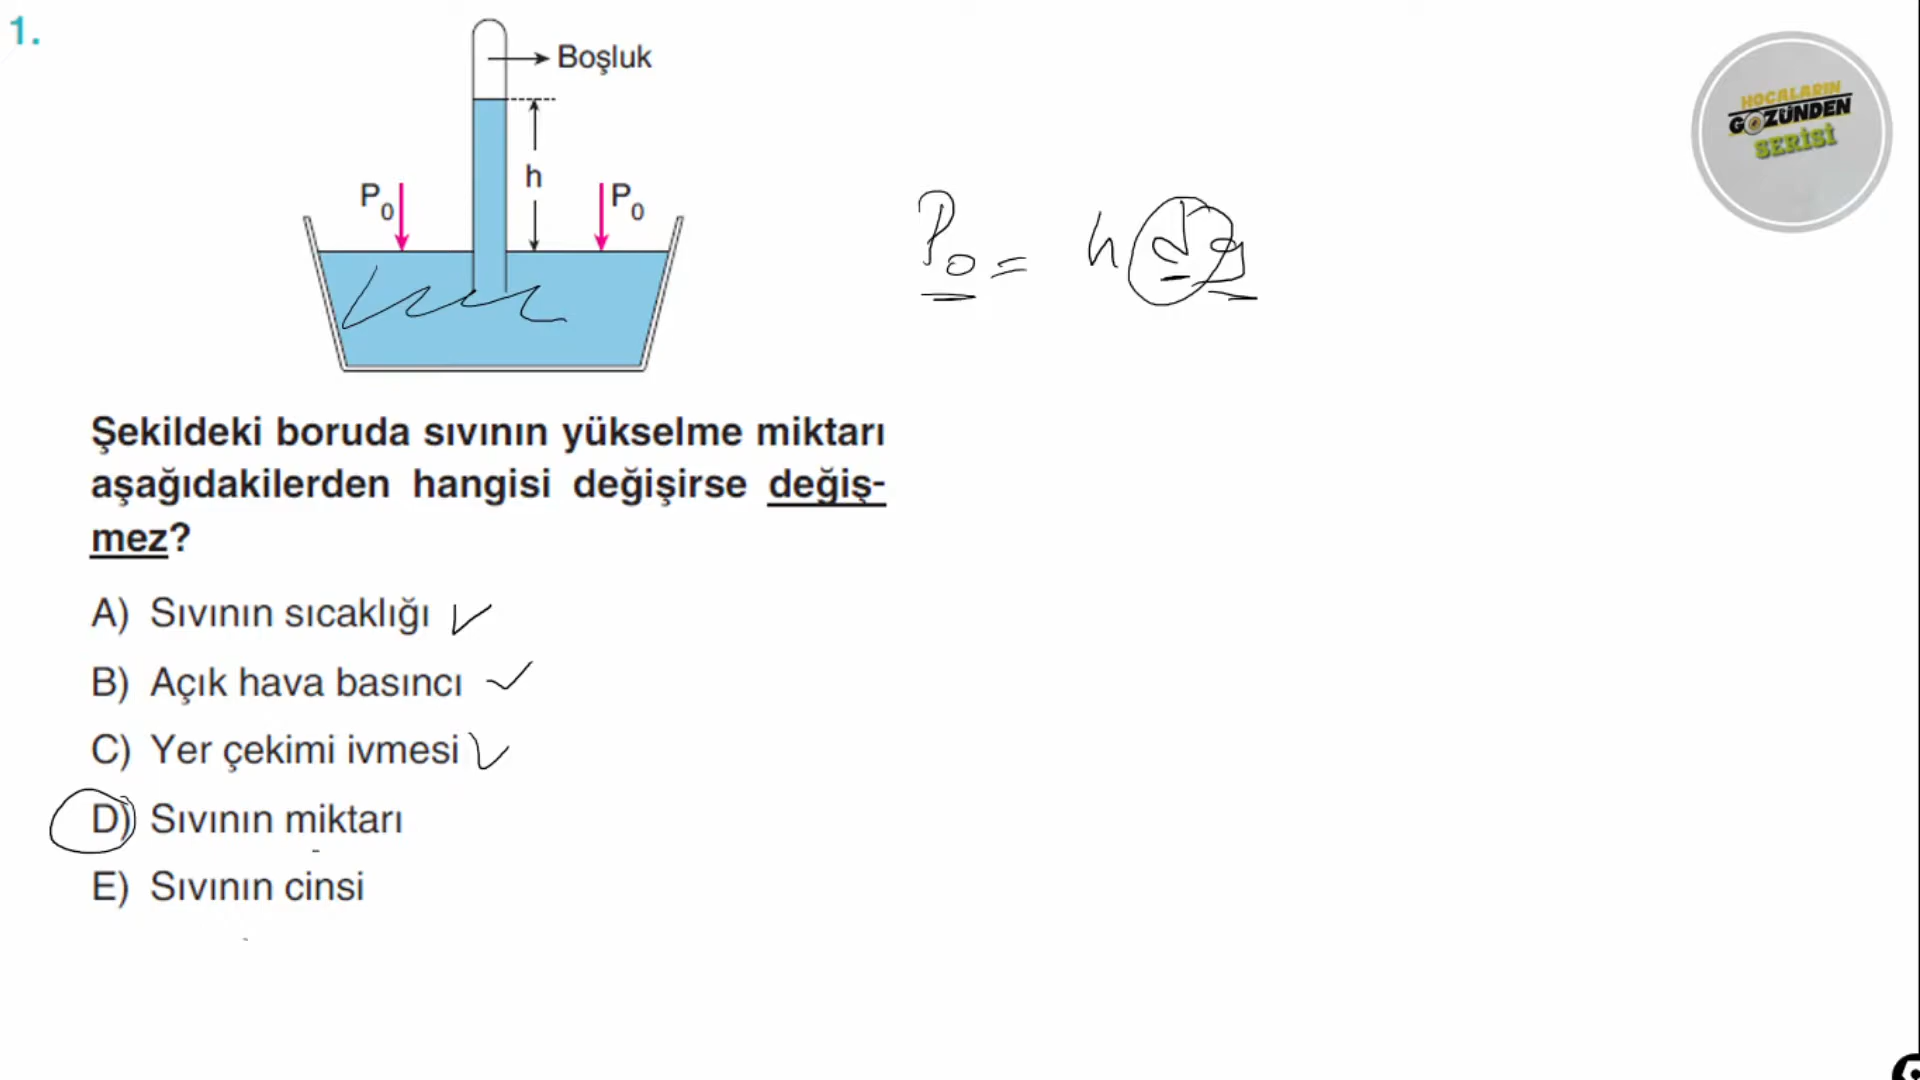 1.
Boşluk
h
P0
P0
P0 = h d g
Şekildeki boruda sıvının yükselme miktarı
aşağıdakilerden hangisi değişirse değiş-
mez?
A) Sıvının sıcaklığı
B) Açık hava basıncı
C) Yer çekimi ivmesi
D) Sıvının miktarı
E) Sıvının cinsi
HOCALARIN
GÖZÜNDEN
SERİSİ